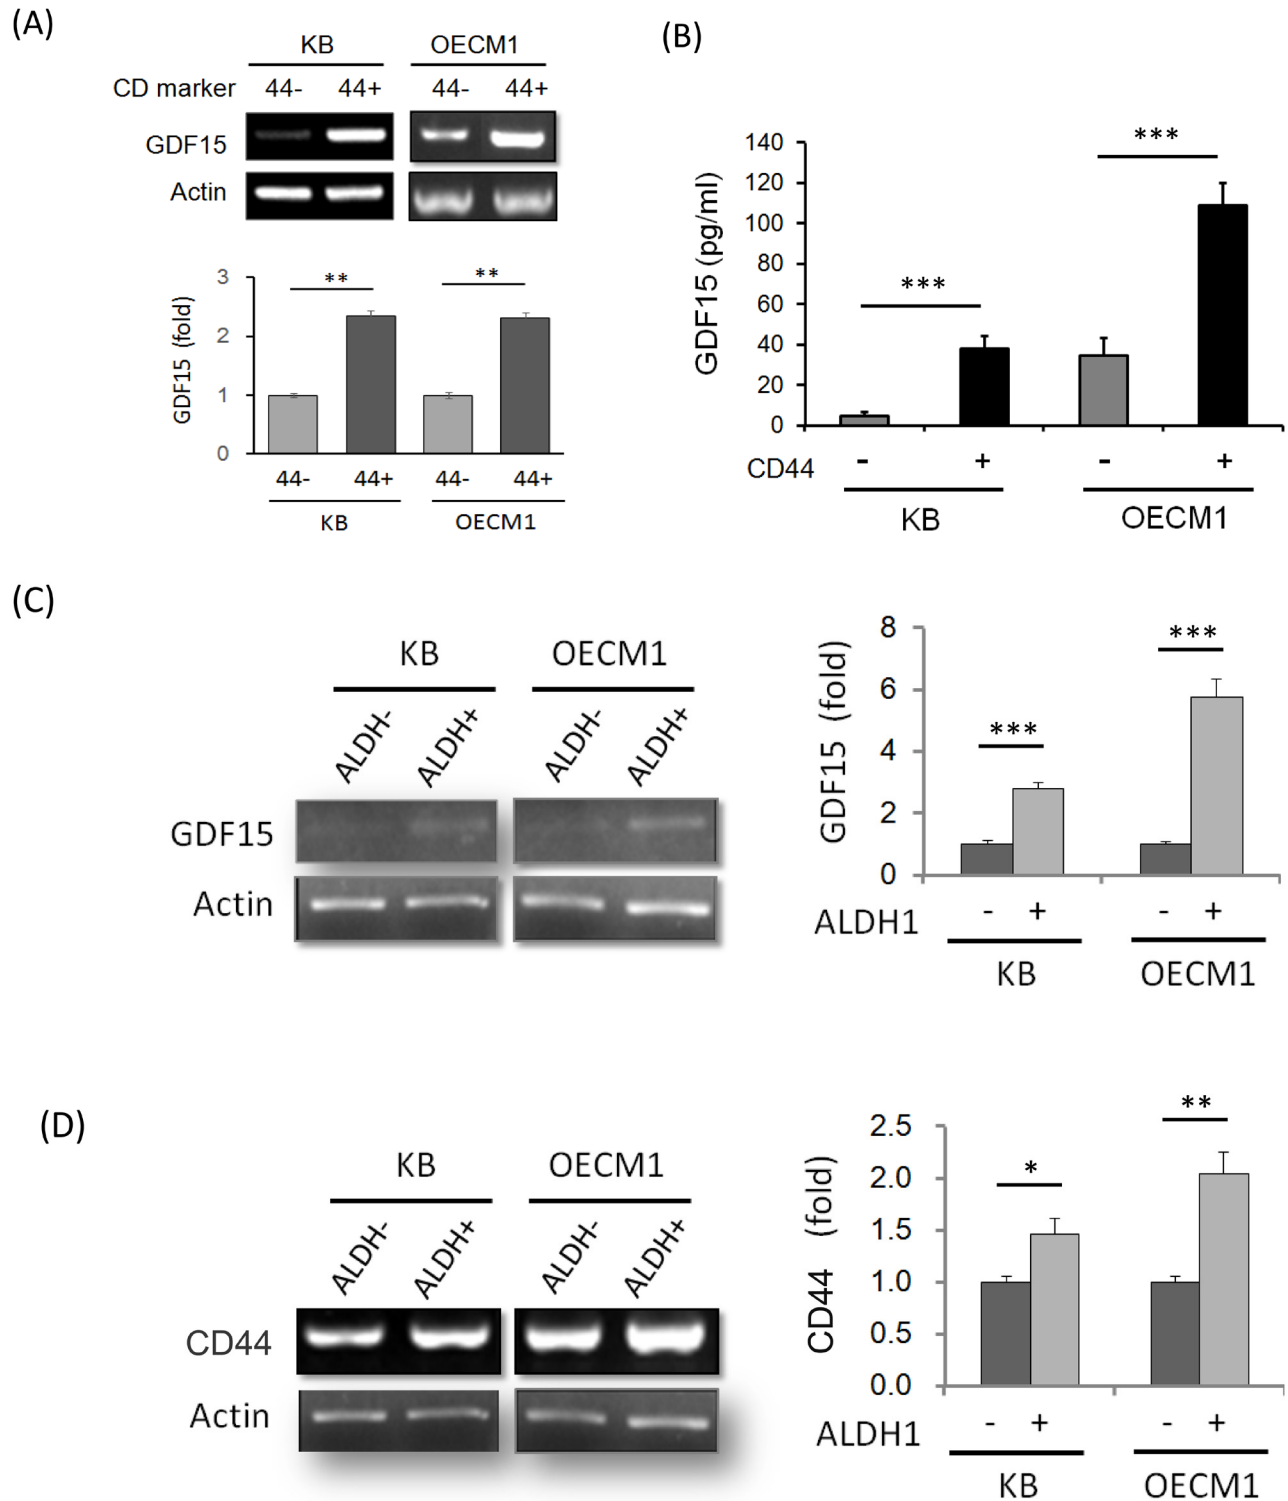 (A)
KB OECM1
CD marker 44- 44+ 44- 44+
GDF15
Actin
GDF15 (fold)
3
2
1
0
** **
44- 44+ 44- 44+
KB OECM1
(B)
GDF15 (pg/ml)
140
120
100
80
60
40
20
0
*** ***
CD44 - + - +
KB OECM1
(C)
KB OECM1
ALDH- ALDH+ ALDH- ALDH+
GDF15
Actin
GDF15 (fold)
8
6
4
2
0
*** ***
ALDH1 - + - +
KB OECM1
(D)
KB OECM1
ALDH- ALDH+ ALDH- ALDH+
CD44
Actin
CD44 (fold)
2.5
2.0
1.5
1.0
0.5
0.0
* **
ALDH1 - + - +
KB OECM1